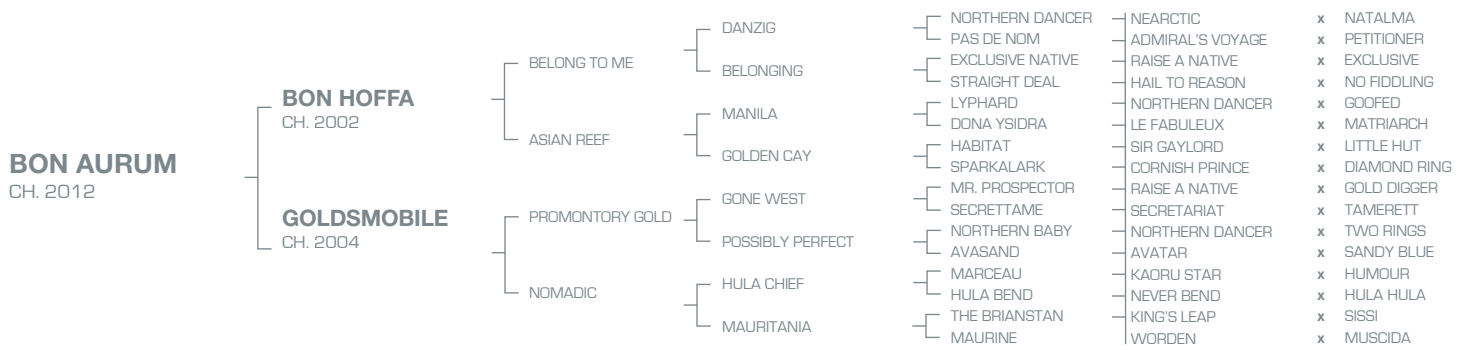 BON AURUM
CH. 2012
BON HOFFA
CH. 2002
GOLDSMOBILE
CH. 2004
BELONG TO ME
ASIAN REEF
PROMONTORY GOLD
NOMADIC
DANZIG
BELONGING
MANILA
GOLDEN CAY
GONE WEST
POSSIBLY PERFECT
HULA CHIEF
MAURITANIA
NORTHERN DANCER
PAS DE NOM
EXCLUSIVE NATIVE
STRAIGHT DEAL
LYPHARD
DONA YSIDRA
HABITAT
SPARKALARK
MR. PROSPECTOR
SECRETTAME
NORTHERN BABY
AVASAND
MARCEAU
HULA BEND
THE BRIANSTAN
MAURINE
NEARCTIC x NATALMA
ADMIRAL'S VOYAGE x PETITIONER
RAISE A NATIVE x EXCLUSIVE
HAIL TO REASON x NO FIDDLING
NORTHERN DANCER x GOOFED
LE FABULEUX x MATRIARCH
SIR GAYLORD x LITTLE HUT
CORNISH PRINCE x DIAMOND RING
RAISE A NATIVE x GOLD DIGGER
SECRETARIAT x TAMERETT
NORTHERN DANCER x TWO RINGS
AVATAR x SANDY BLUE
KAORU STAR x HUMOUR
NEVER BEND x HULA HULA
KING'S LEAP x SISSI
WORDEN x MUSCIDA